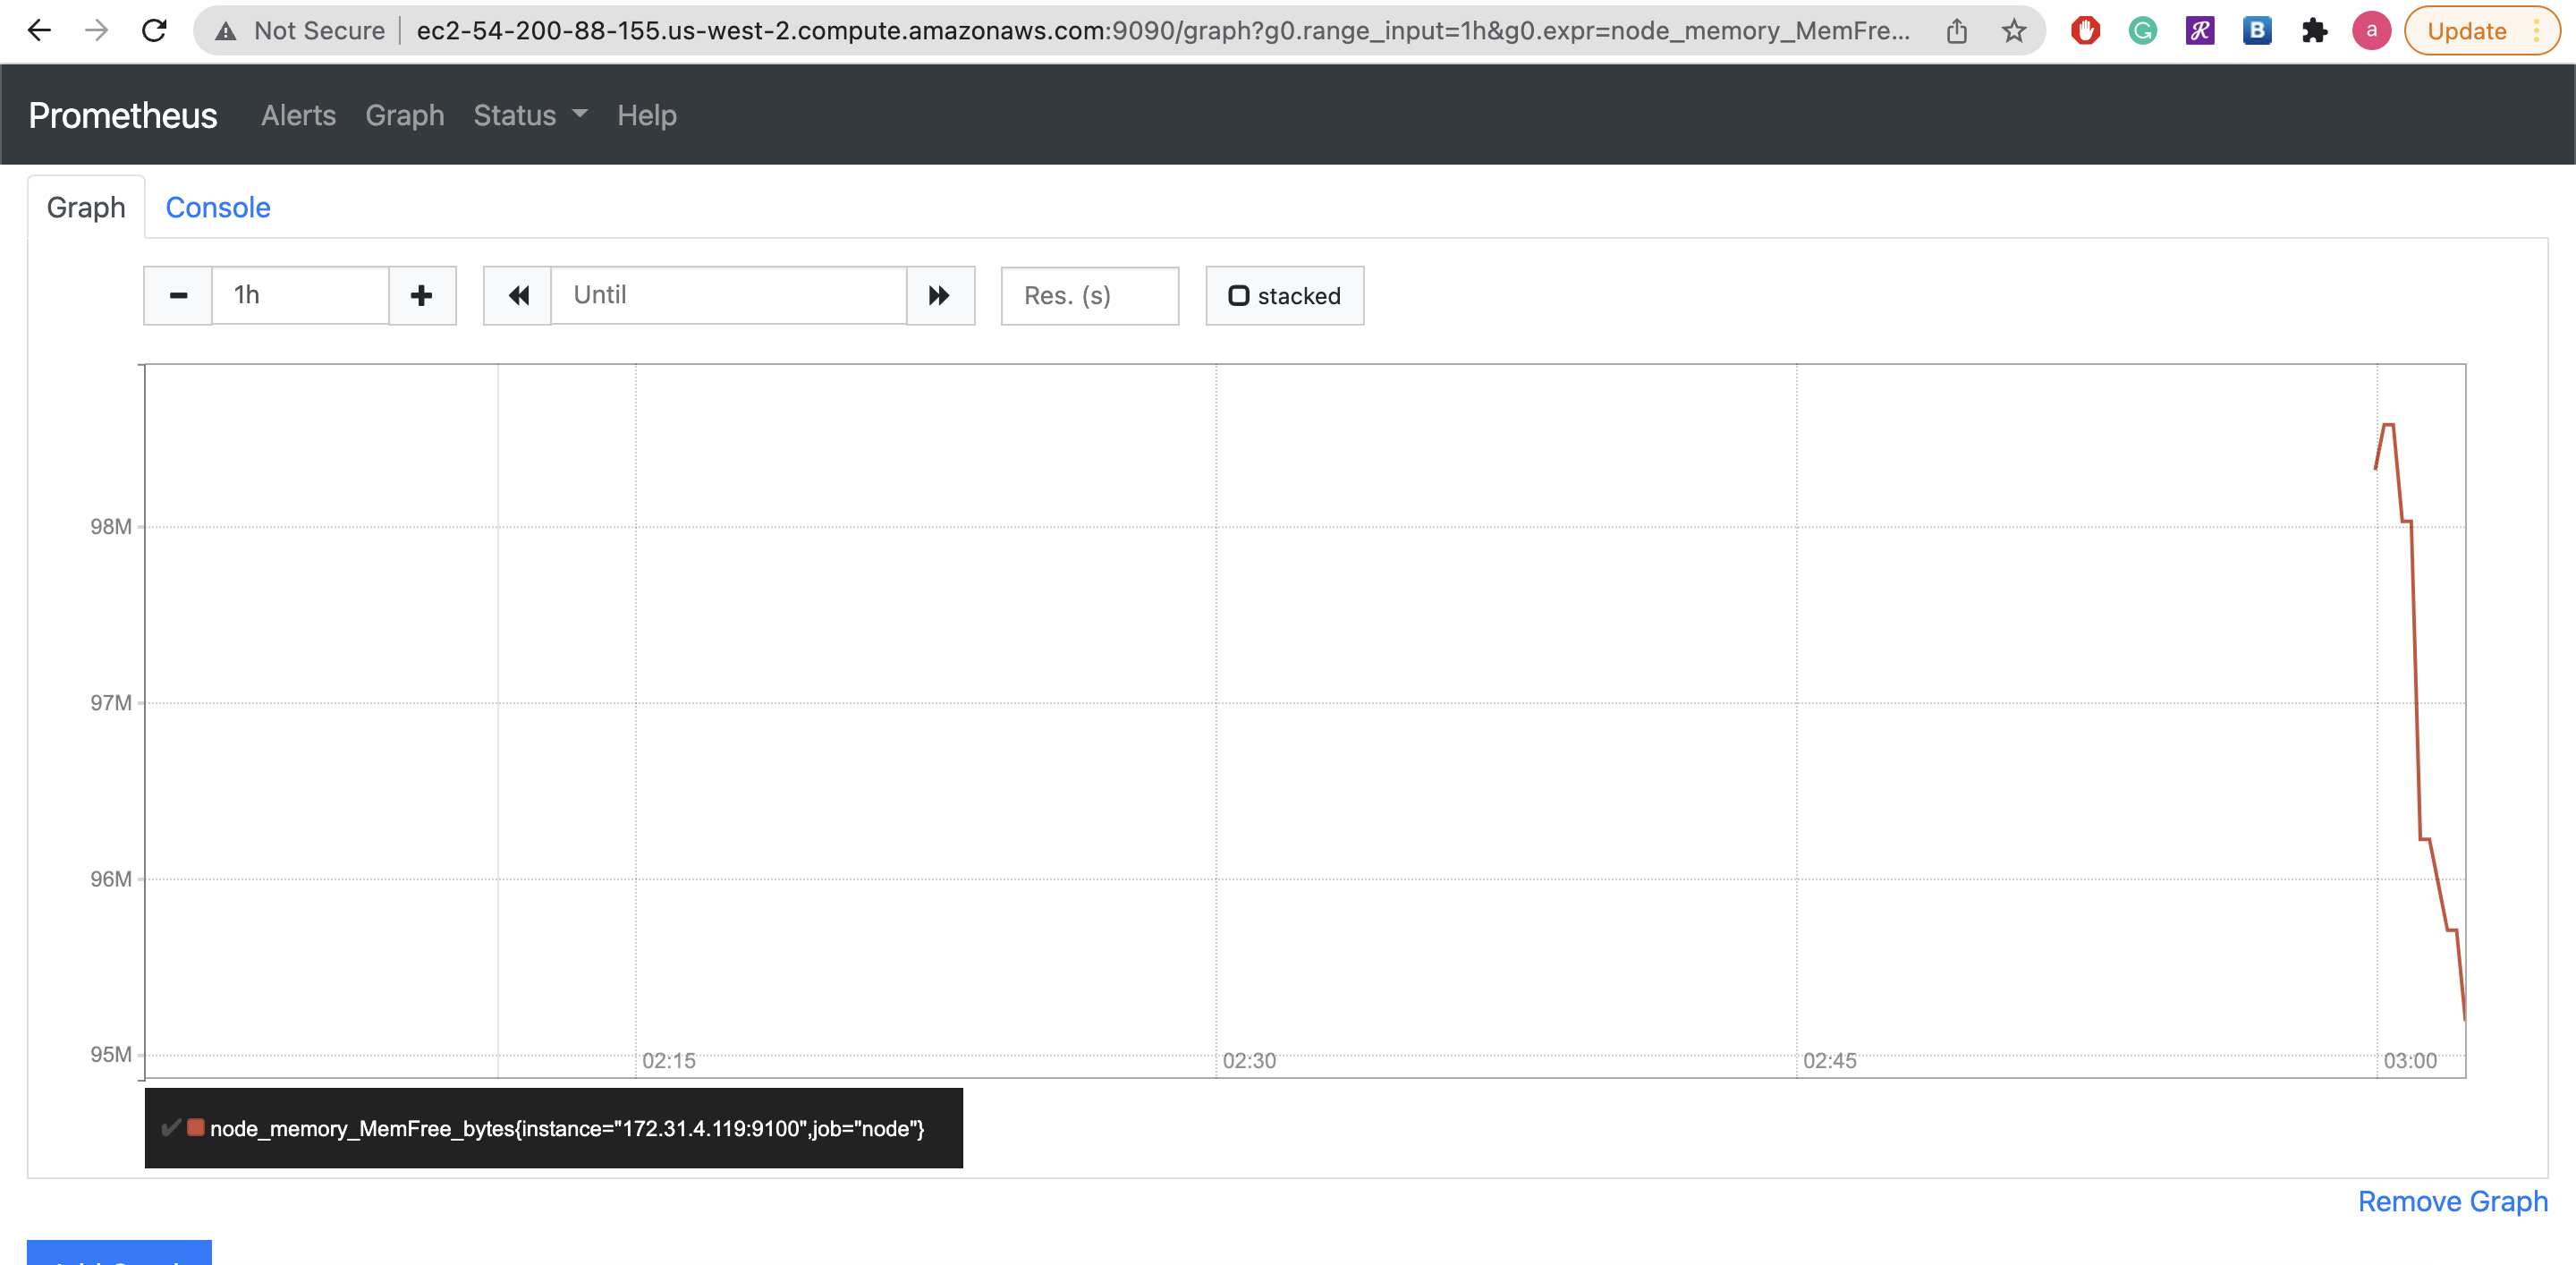 Not Secure ec2-54-200-88-155.us-west-2.compute.amazonaws.com:9090/graph?g0.range_input=1h&g0.expr=node_memory_MemFre... a Update
Prometheus Alerts Graph Status Help
Graph Console
1h Until Res. (s) stacked
98M
97M
96M
95M
02:15 02:30 02:45 03:00
node_memory_MemFree_bytes{instance="172.31.4.119:9100",job="node"}
Remove Graph